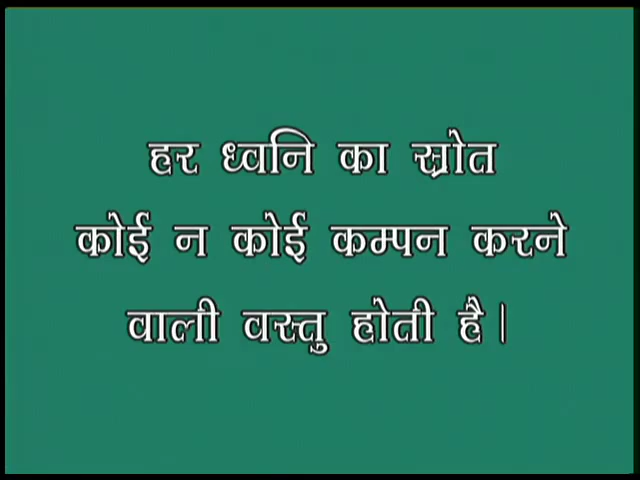 हर ध्वनि का स्रोत
कोई न कोई कम्पन करने
वाली वस्तु होती है।